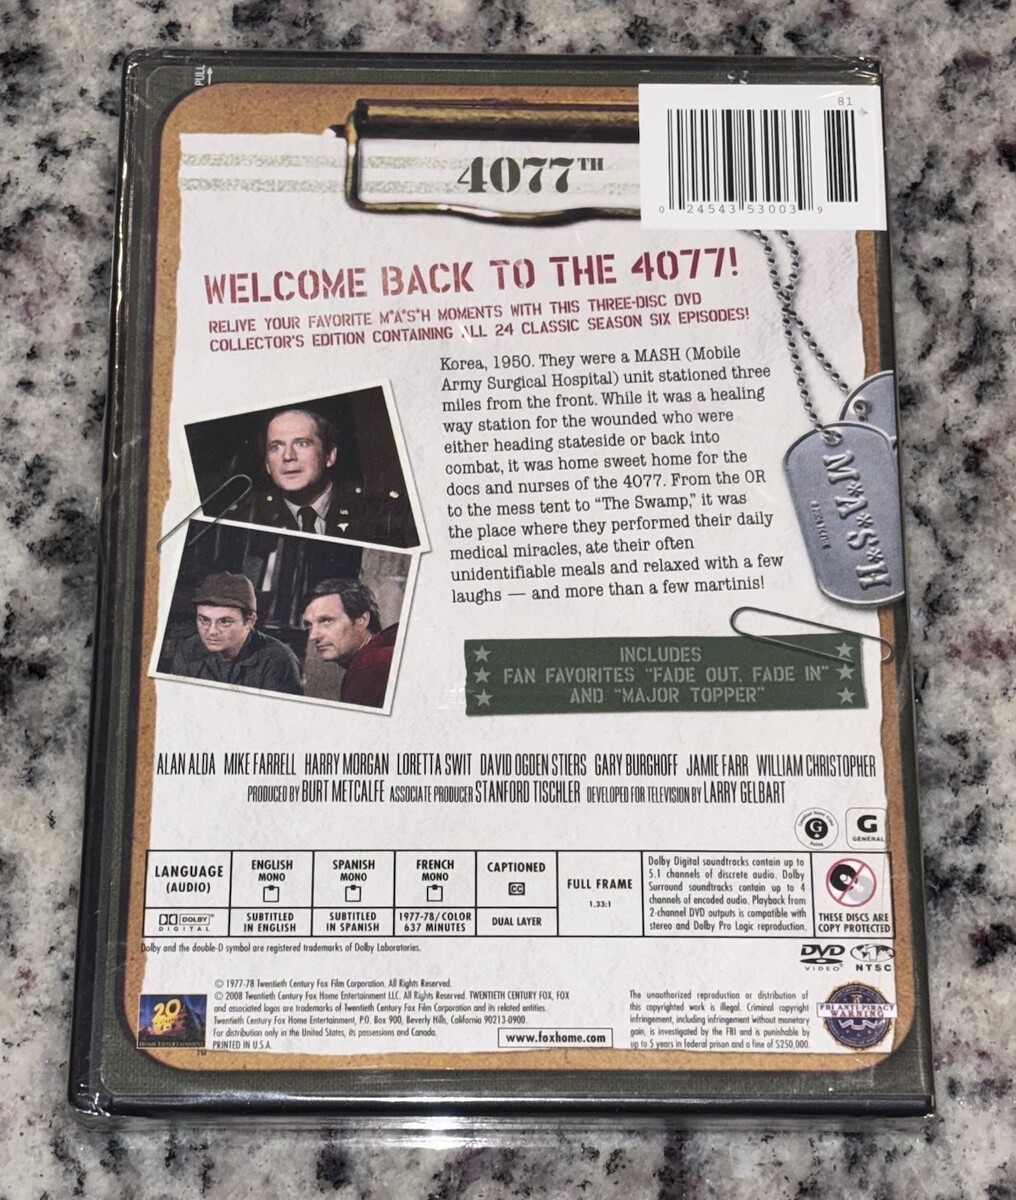 PULL
81
0 24543 53003 9
4077TH
WELCOME BACK TO THE 4077!
RELIVE YOUR FAVORITE M*A*S*H MOMENTS WITH THIS THREE-DISC DVD
COLLECTOR'S EDITION CONTAINING ALL 24 CLASSIC SEASON SIX EPISODES!
Korea, 1950. They were a MASH (Mobile
Army Surgical Hospital) unit stationed three
miles from the front. While it was a healing
way station for the wounded who were
either heading stateside or back into
combat, it was home sweet home for the
docs and nurses of the 4077. From the OR
to the mess tent to “The Swamp,” it was
the place where they performed their daily
medical miracles, ate their often
unidentifiable meals and relaxed with a few
laughs — and more than a few martinis!
M*A*S*H
INCLUDES
FAN FAVORITES “FADE OUT, FADE IN”
AND “MAJOR TOPPER”
ALAN ALDA MIKE FARRELL HARRY MORGAN LORETTA SWIT DAVID OGDEN STIERS GARY BURGHOFF JAMIE FARR WILLIAM CHRISTOPHER
PRODUCED BY BURT METCALFE ASSOCIATE PRODUCER STANFORD TISCHLER DEVELOPED FOR TELEVISION BY LARRY GELBART
G
G
GENERAL
LANGUAGE
(AUDIO)
ENGLISH
MONO
SPANISH
MONO
FRENCH
MONO
CAPTIONED
CC
FULL FRAME
1.33:1
DOLBY
DIGITAL
SUBTITLED
IN ENGLISH
SUBTITLED
IN SPANISH
1977-78/COLOR
637 MINUTES
DUAL LAYER
Dolby Digital soundtracks contain up to
5.1 channels of discrete audio. Dolby
Surround soundtracks contain up to 4
channels of encoded audio. Playback from
2-channel DVD outputs is compatible with
stereo and Dolby Pro Logic reproduction.
THESE DISCS ARE
COPY PROTECTED
Dolby and the double-D symbol are registered trademarks of Dolby Laboratories.
DVD
VIDEO
NTSC
© 1977-78 Twentieth Century Fox Film Corporation. All Rights Reserved.
© 2008 Twentieth Century Fox Home Entertainment LLC. All Rights Reserved. TWENTIETH CENTURY FOX, FOX
and associated logos are trademarks of Twentieth Century Fox Film Corporation and its related entities.
Twentieth Century Fox Home Entertainment, P.O. Box 900, Beverly Hills, California 90213-0900.
For distribution only in the United States, its possessions and Canada.
PRINTED IN U.S.A.
20
HOME ENTERTAINMENT
TM
www.foxhome.com
The unauthorized reproduction or distribution of
this copyrighted work is illegal. Criminal copyright
infringement, including infringement without monetary
gain, is investigated by the FBI and is punishable by
up to 5 years in federal prison and a fine of $250,000.
FBI ANTI-PIRACY
WARNING